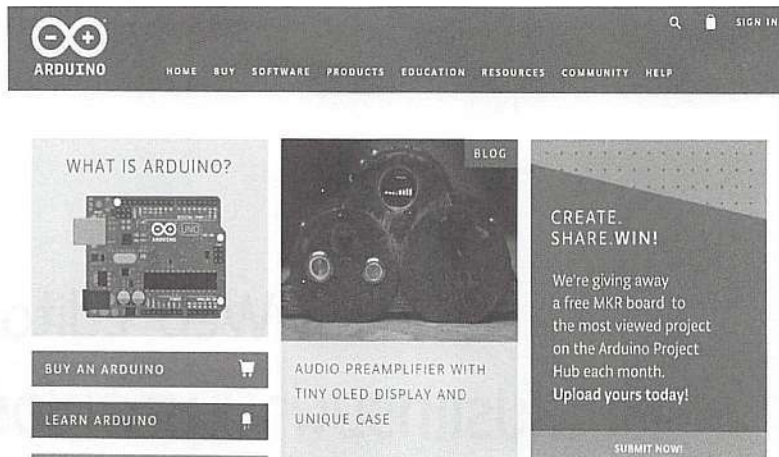 SIGN IN
ARDUINO
HOME BUY SOFTWARE PRODUCTS EDUCATION RESOURCES COMMUNITY HELP
WHAT IS ARDUINO?
UNO
ARDUINO
BUY AN ARDUINO
LEARN ARDUINO
BLOG
AUDIO PREAMPLIFIER WITH
TINY OLED DISPLAY AND
UNIQUE CASE
CREATE.
SHARE.WIN!
We're giving away
a free MKR board to
the most viewed project
on the Arduino Project
Hub each month.
Upload yours today!
SUBMIT NOW!